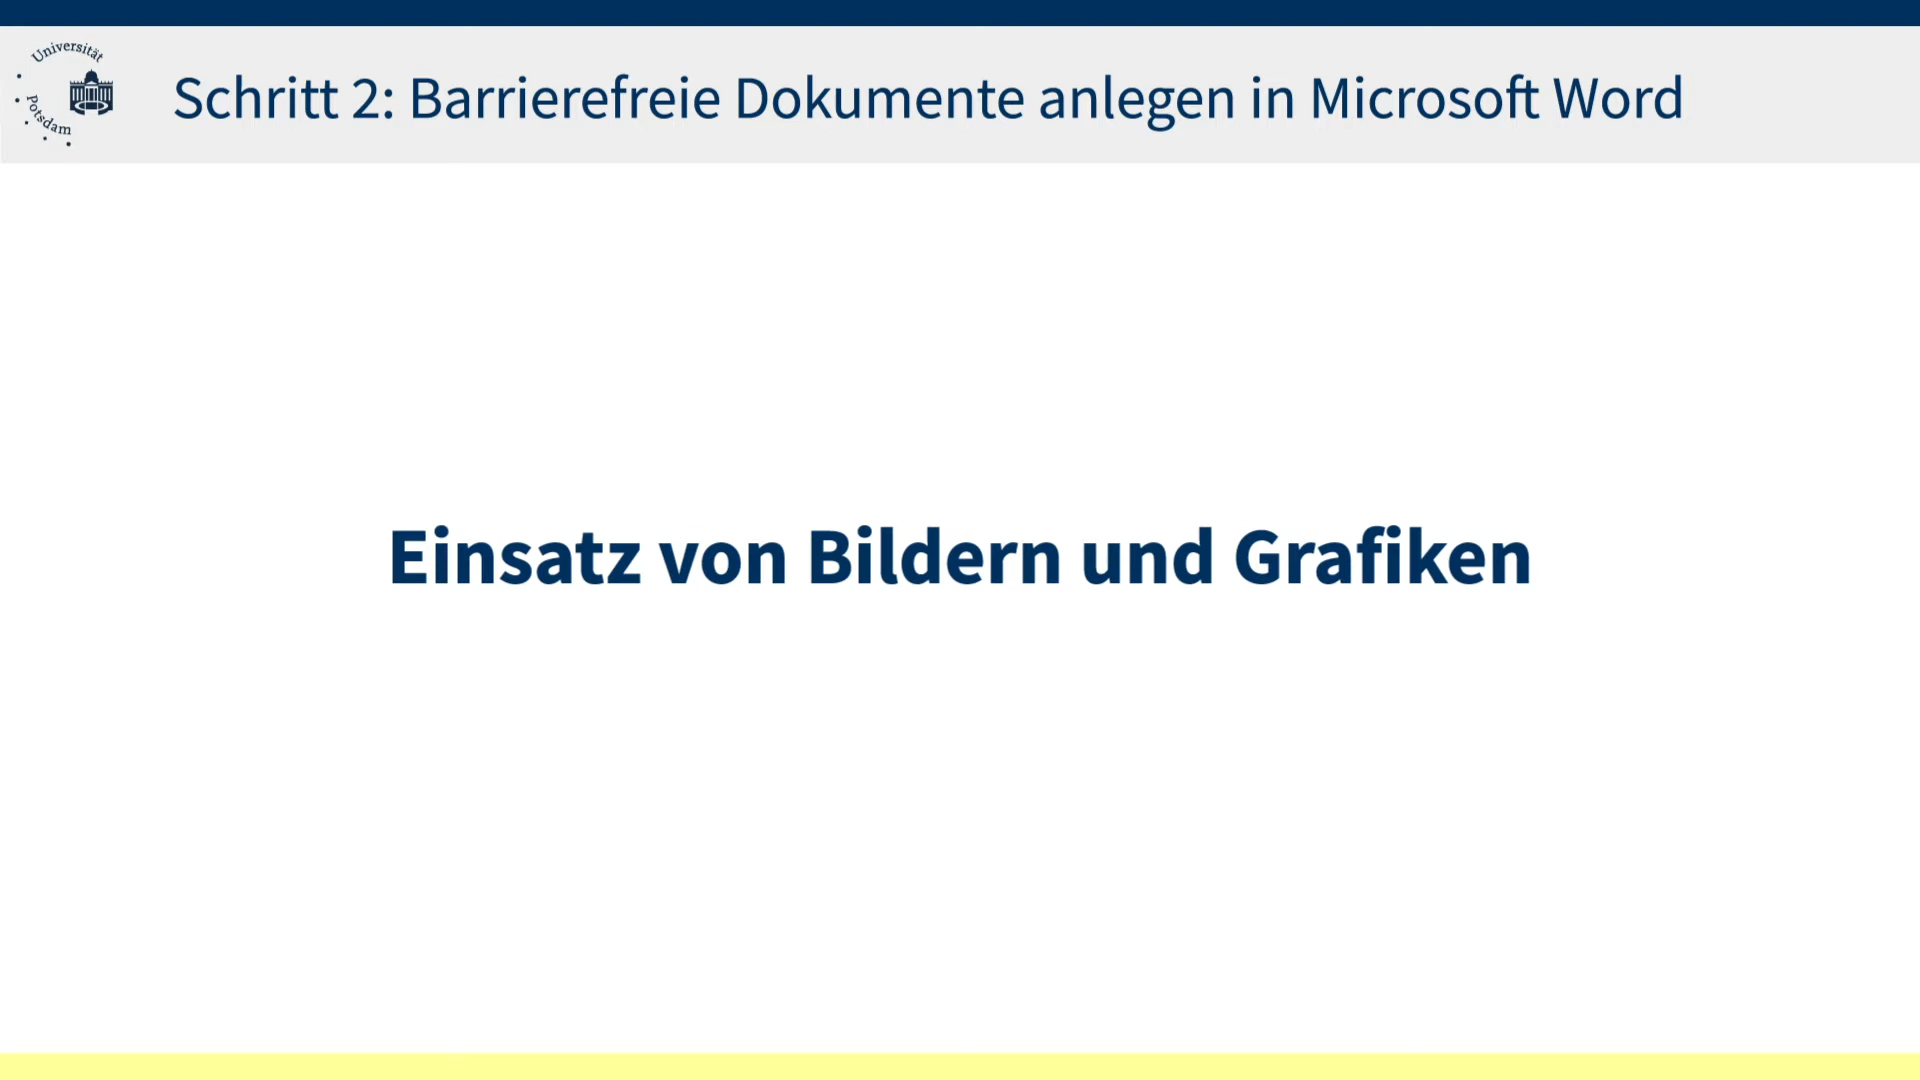 Universität
Potsdam
Schritt 2: Barrierefreie Dokumente anlegen in Microsoft Word
Einsatz von Bildern und Grafiken